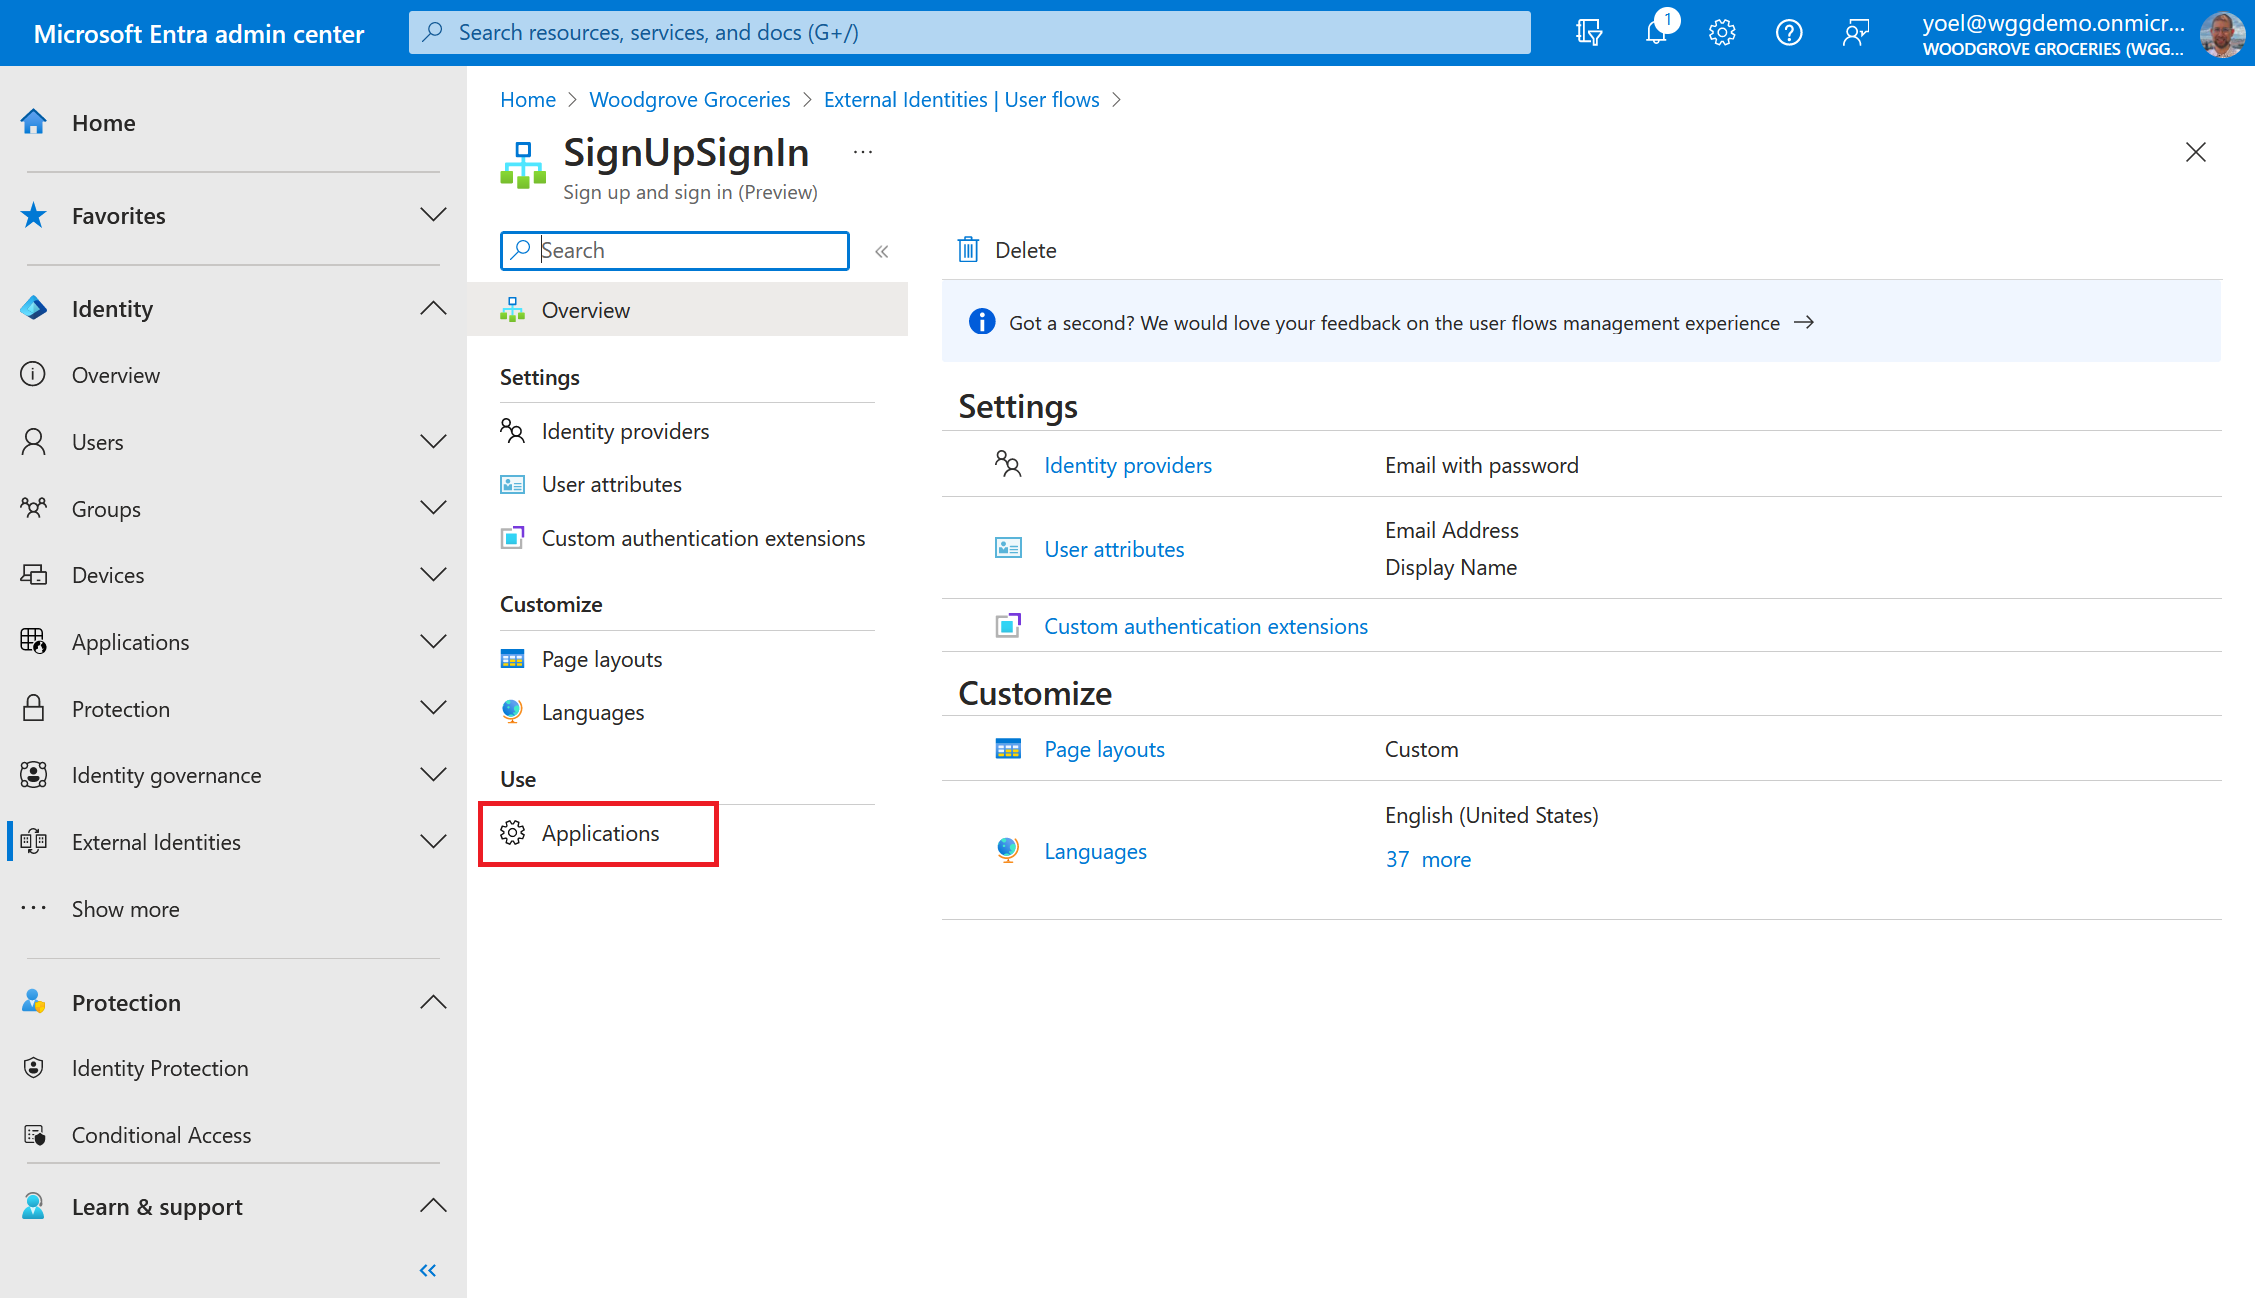 Microsoft Entra admin center
Search resources, services, and docs (G+/)
1
yoel@wggdemo.onmicr...
WOODGROVE GROCERIES (WGG...
Home
Favorites
Identity
Overview
Users
Groups
Devices
Applications
Protection
Identity governance
External Identities
Show more
Protection
Identity Protection
Conditional Access
Learn & support
Home > Woodgrove Groceries > External Identities | User flows >
SignUpSignIn ...
Sign up and sign in (Preview)
Search
Overview
Settings
Identity providers
User attributes
Custom authentication extensions
Customize
Page layouts
Languages
Use
Applications
Delete
Got a second? We would love your feedback on the user flows management experience →
Settings
Identity providers Email with password
User attributes Email Address
Display Name
Custom authentication extensions
Customize
Page layouts Custom
Languages English (United States)
37 more